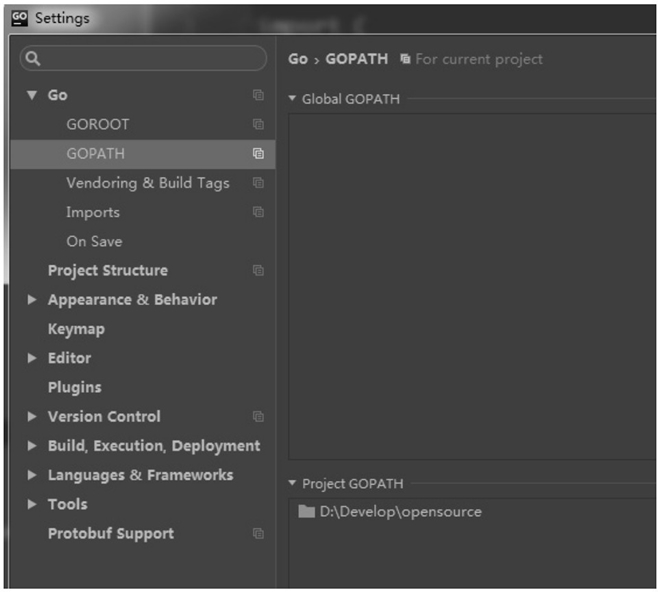 GO Settings
Go › GOPATH For current project
Go
GOROOT
GOPATH
Vendoring & Build Tags
Imports
On Save
Project Structure
Appearance & Behavior
Keymap
Editor
Plugins
Version Control
Build, Execution, Deployment
Languages & Frameworks
Tools
Protobuf Support
Global GOPATH
Project GOPATH
D:\Develop\opensource